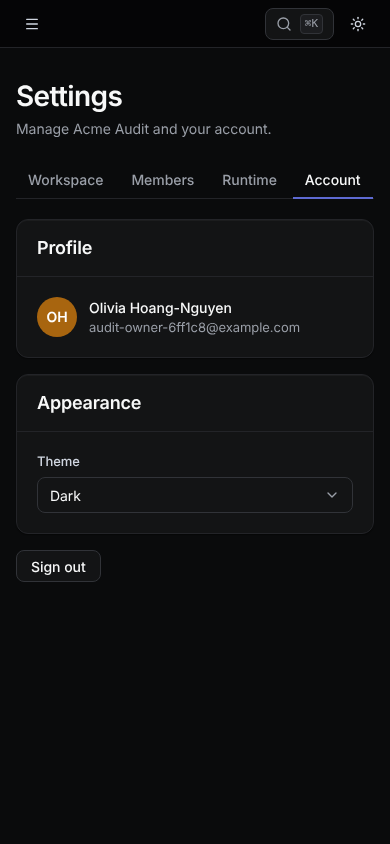 ⌘K
Settings
Manage Acme Audit and your account.
Workspace Members Runtime Account
Profile
OH
Olivia Hoang-Nguyen
audit-owner-6ff1c8@example.com
Appearance
Theme
Dark
Sign out